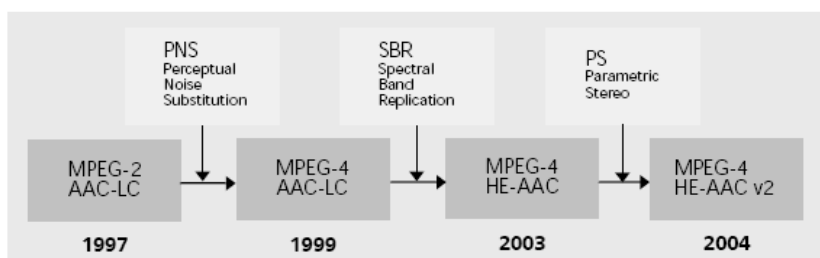 PNS
Perceptual
Noise
Substitution
SBR
Spectral
Band
Replication
PS
Parametric
Stereo
MPEG-2
AAC-LC
MPEG-4
AAC-LC
MPEG-4
HE-AAC
MPEG-4
HE-AAC v2
1997
1999
2003
2004